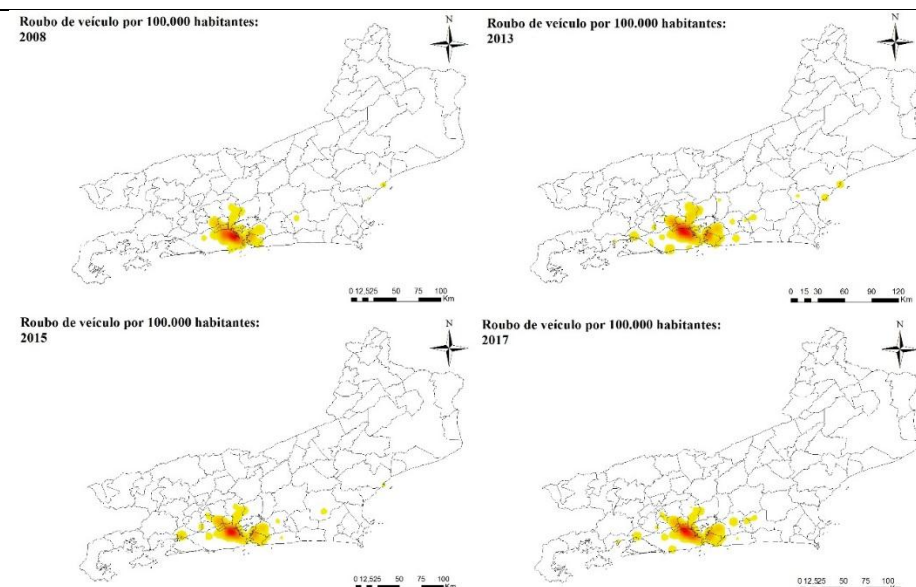 Roubo de veículo por 100.000 habitantes:
2008
N
0 12,525 50 75 100
Km
Roubo de veículo por 100.000 habitantes:
2013
N
0 15 30 60 90 120
Km
Roubo de veículo por 100.000 habitantes:
2015
N
0 12,525 50 75 100
Km
Roubo de veículo por 100.000 habitantes:
2017
N
0 12,525 50 75 100